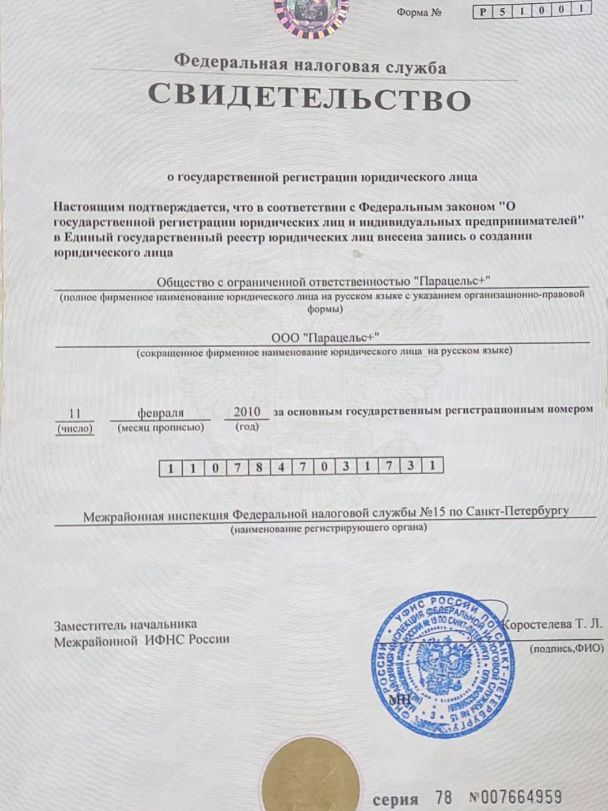 Форма № Р 5 1 0 0 1
Федеральная налоговая служба
СВИДЕТЕЛЬСТВО
о государственной регистрации юридического лица
Настоящим подтверждается, что в соответствии с Федеральным законом "О
государственной регистрации юридических лиц и индивидуальных предпринимателей"
в Единый государственный реестр юридических лиц внесена запись о создании
юридического лица
Общество с ограниченной ответственностью "Парацельс+"
(полное фирменное наименование юридического лица на русском языке с указанием организационно-правовой
формы)
ООО "Парацельс+"
(сокращенное фирменное наименование юридического лица на русском языке)
11 февраля 2010 за основным государственным регистрационным номером
(число) (месяц прописью) (год)
1 1 0 7 8 4 7 0 3 1 7 3 1
Межрайонная инспекция Федеральной налоговой службы №15 по Санкт-Петербургу
(наименование регистрирующего органа)
Заместитель начальника
Межрайонной ИФНС России
Коростелева Т. Л.
(подпись,ФИО)
МП
серия 78 №007664959